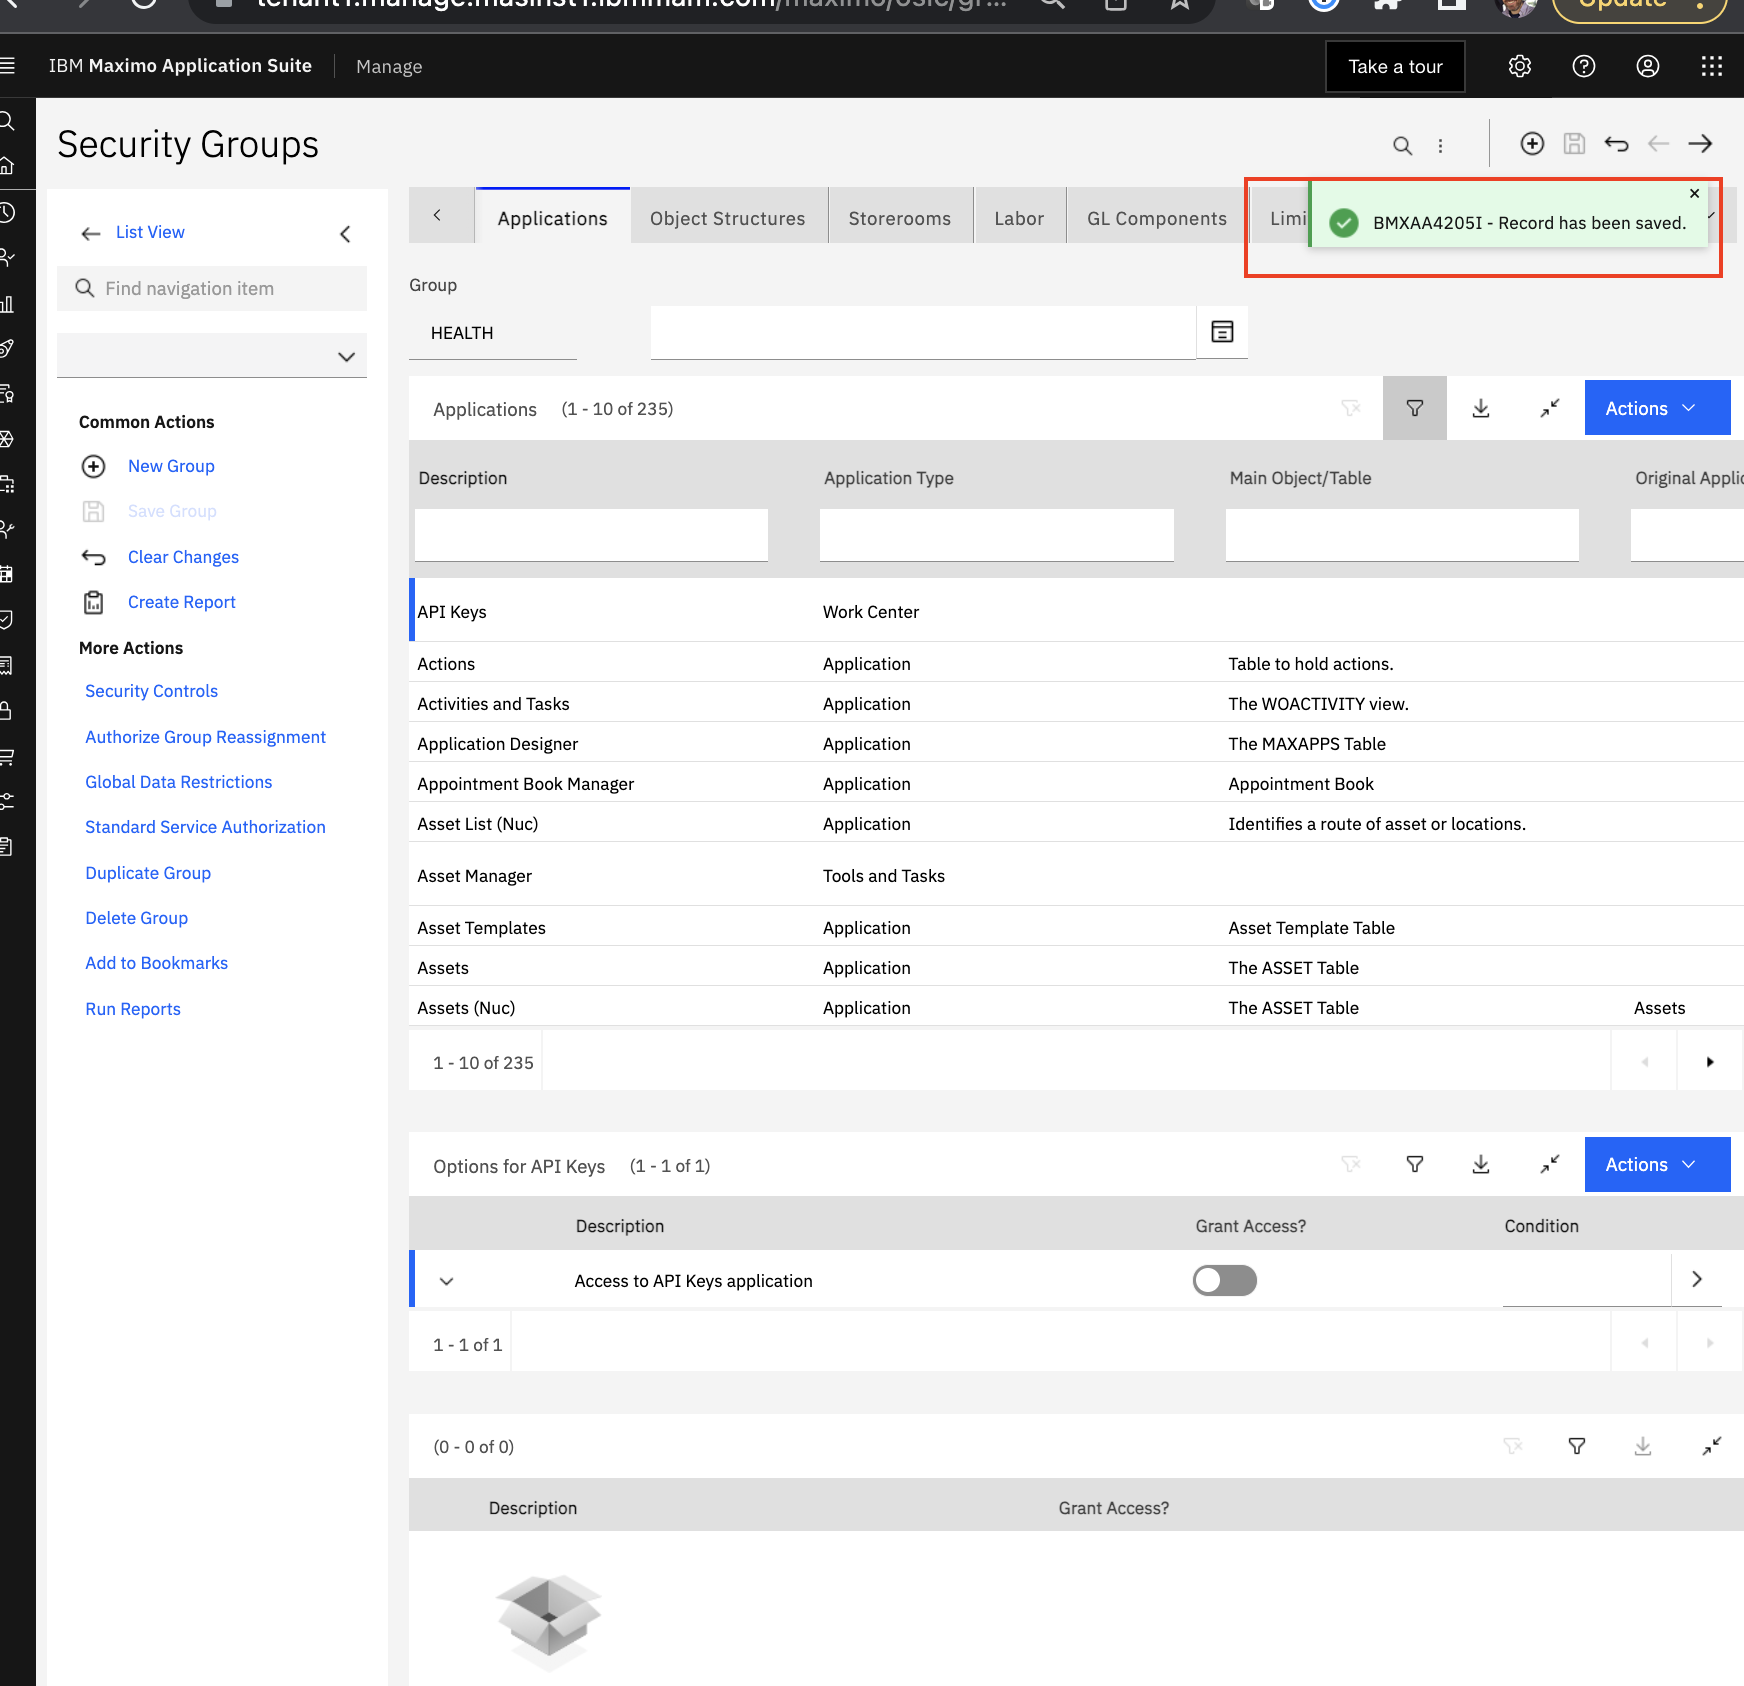 tenant1.manage.masinst1.ibmmam.com/maximo/oslc/gr...
Update
IBM Maximo Application Suite
Manage
Take a tour
Security Groups
List View
Find navigation item
Common Actions
New Group
Save Group
Clear Changes
Create Report
More Actions
Security Controls
Authorize Group Reassignment
Global Data Restrictions
Standard Service Authorization
Duplicate Group
Delete Group
Add to Bookmarks
Run Reports
Applications Object Structures Storerooms Labor GL Components Limi
BMXAA4205I - Record has been saved.
Group
HEALTH
Applications (1 - 10 of 235)
Actions
Description Application Type Main Object/Table Original Applic
API Keys Work Center
Actions Application Table to hold actions.
Activities and Tasks Application The WOACTIVITY view.
Application Designer Application The MAXAPPS Table
Appointment Book Manager Application Appointment Book
Asset List (Nuc) Application Identifies a route of asset or locations.
Asset Manager Tools and Tasks
Asset Templates Application Asset Template Table
Assets Application The ASSET Table
Assets (Nuc) Application The ASSET Table Assets
1 - 10 of 235
Options for API Keys (1 - 1 of 1)
Actions
Description Grant Access? Condition
Access to API Keys application
1 - 1 of 1
(0 - 0 of 0)
Description Grant Access?